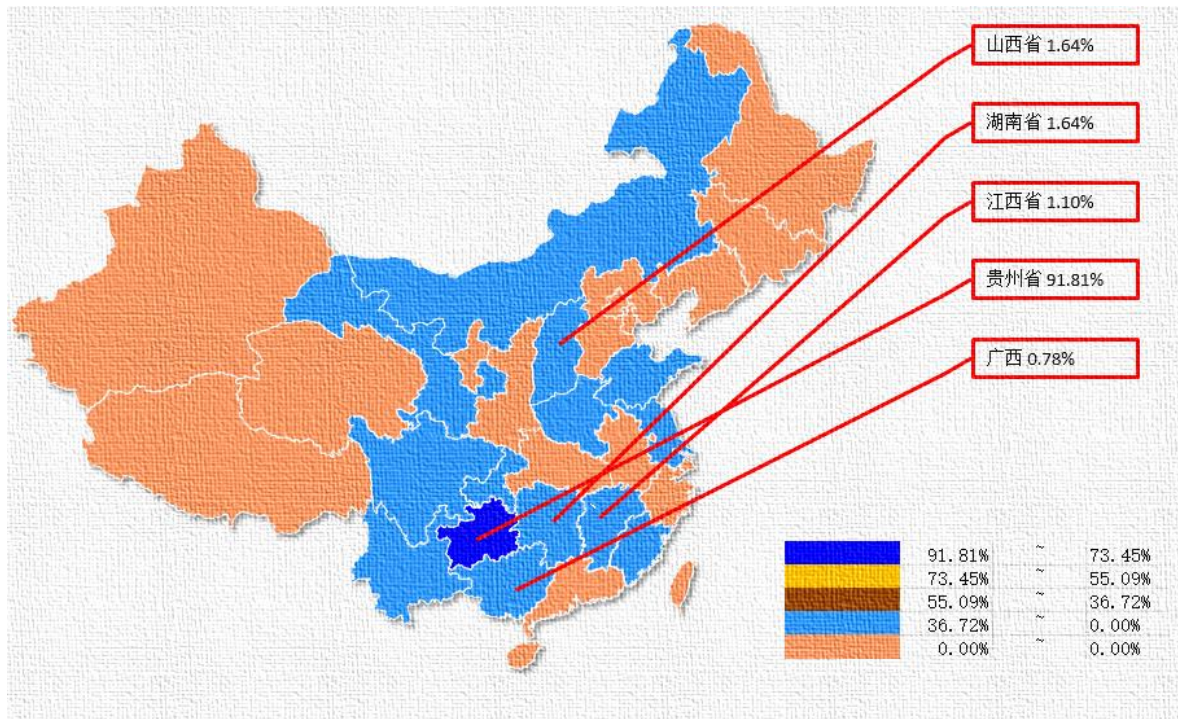 山西省 1.64%
湖南省 1.64%
江西省 1.10%
贵州省 91.81%
广西 0.78%
91.81% ~ 73.45%
73.45% ~ 55.09%
55.09% ~ 36.72%
36.72% ~ 0.00%
0.00% ~ 0.00%